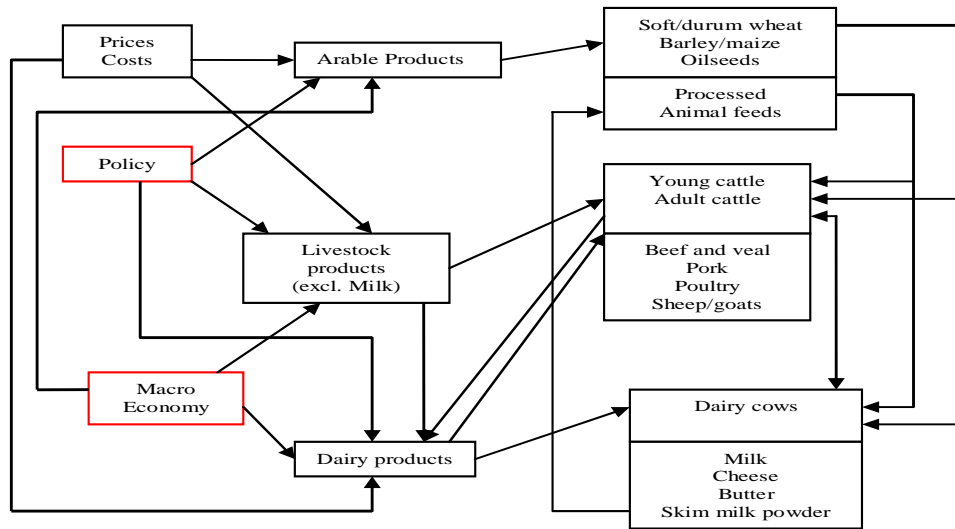 Prices
Costs
Arable Products
Soft/durum wheat
Barley/maize
Oilseeds
Processed
Animal feeds
Policy
Young cattle
Adult cattle
Livestock
products
(excl. Milk)
Beef and veal
Pork
Poultry
Sheep/goats
Macro
Economy
Dairy products
Dairy cows
Milk
Cheese
Butter
Skim milk powder